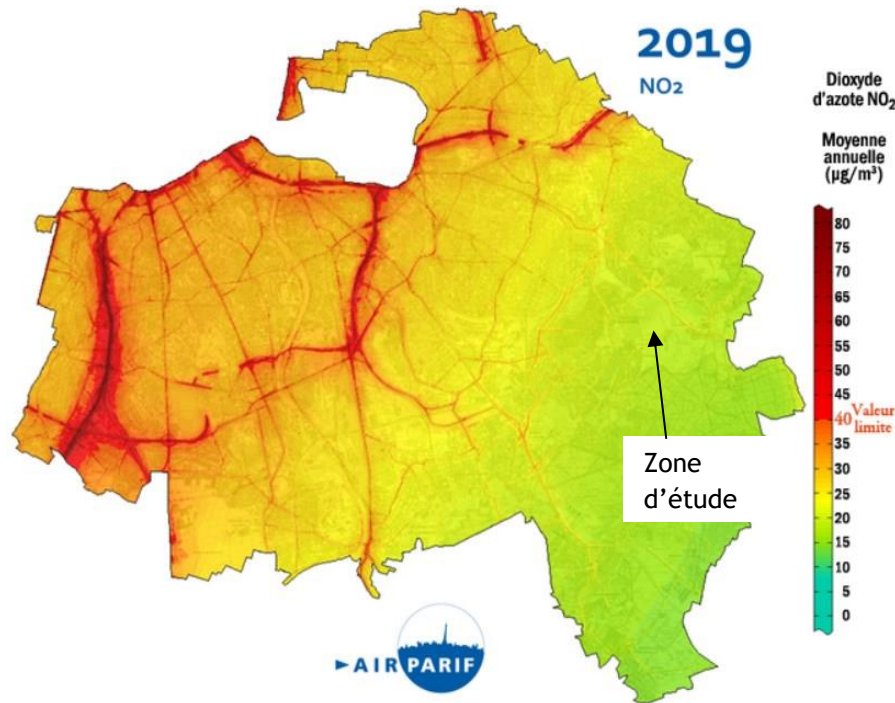 2019
NO2
Dioxyde
d'azote NO2
Moyenne
annuelle
(µg/m³)
80
75
70
65
60
55
50
45
40 Valeur
limite
35
30
25
20
15
10
5
0
Zone
d'étude
AIRPARIF